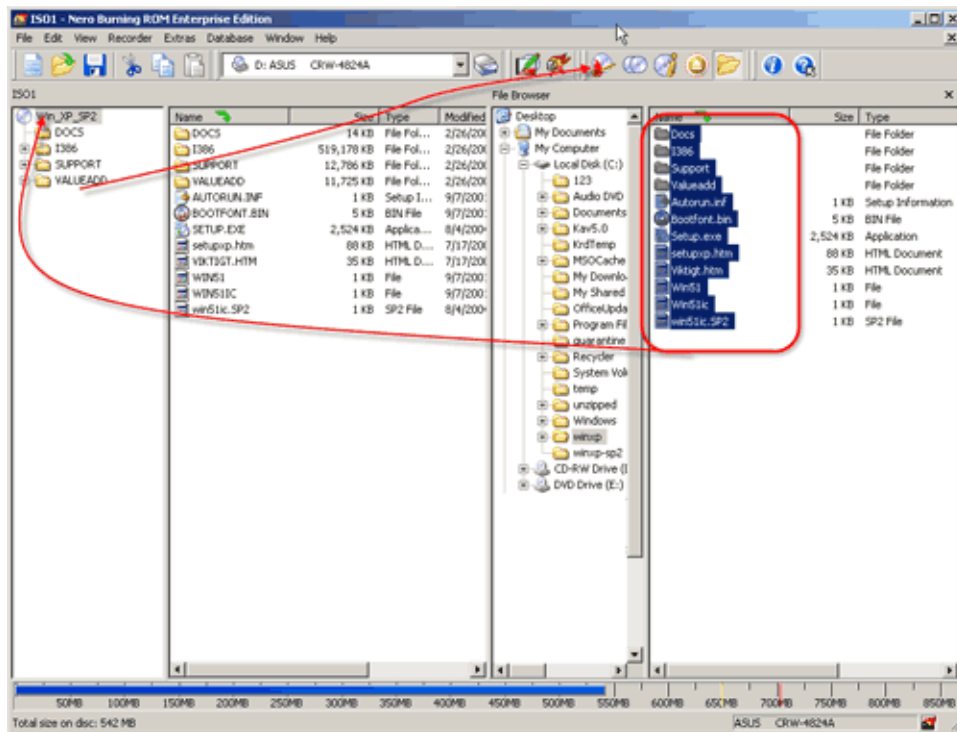 ISO1 - Nero Burning ROM Enterprise Edition
File Edit View Recorder Extras Database Window Help
D: ASUS CRW-4824A
ISO1
Win_XP_SP2
DOCS
I386
SUPPORT
VALUEADD
Name Size Type Modified
DOCS 14 KB File Fol... 2/26/200
I386 519,178 KB File Fol... 2/26/200
SUPPORT 12,786 KB File Fol... 2/26/200
VALUEADD 11,725 KB File Fol... 2/26/200
AUTORUN.INF 1 KB Setup I... 9/7/200
BOOTFONT.BIN 5 KB BIN File 9/7/200
SETUP.EXE 2,524 KB Applica... 8/4/200
setupxp.htm 88 KB HTML D... 7/17/200
VIKTIGT.HTM 35 KB HTML D... 7/17/200
WIN51 1 KB File 9/7/200
WIN51IC 1 KB File 9/7/200
win51ic.SP2 1 KB SP2 File 8/4/200
File Browser
Desktop
My Documents
My Computer
Local Disk (C:)
123
Audio DVD
Documents
Kav5.0
KrdTemp
MSOCache
My Downlo
My Shared
OfficeUpda
Program Fil
quarantine
Recycler
System Vol
temp
unzipped
Windows
winxp
winxp-sp2
CD-RW Drive (
DVD Drive (E:)
Name Size Type
Docs File Folder
I386 File Folder
Support File Folder
Valueadd File Folder
Autorun.inf 1 KB Setup Information
Bootfont.bin 5 KB BIN File
Setup.exe 2,524 KB Application
setupxp.htm 88 KB HTML Document
Viktigt.htm 35 KB HTML Document
Win51 1 KB File
Win51ic 1 KB File
win51ic.SP2 1 KB SP2 File
50MB 100MB 150MB 200MB 250MB 300MB 350MB 400MB 450MB 500MB 550MB 600MB 650MB 700MB 750MB 800MB 850MB
Total size on disc: 542 MB
ASUS CRW-4824A